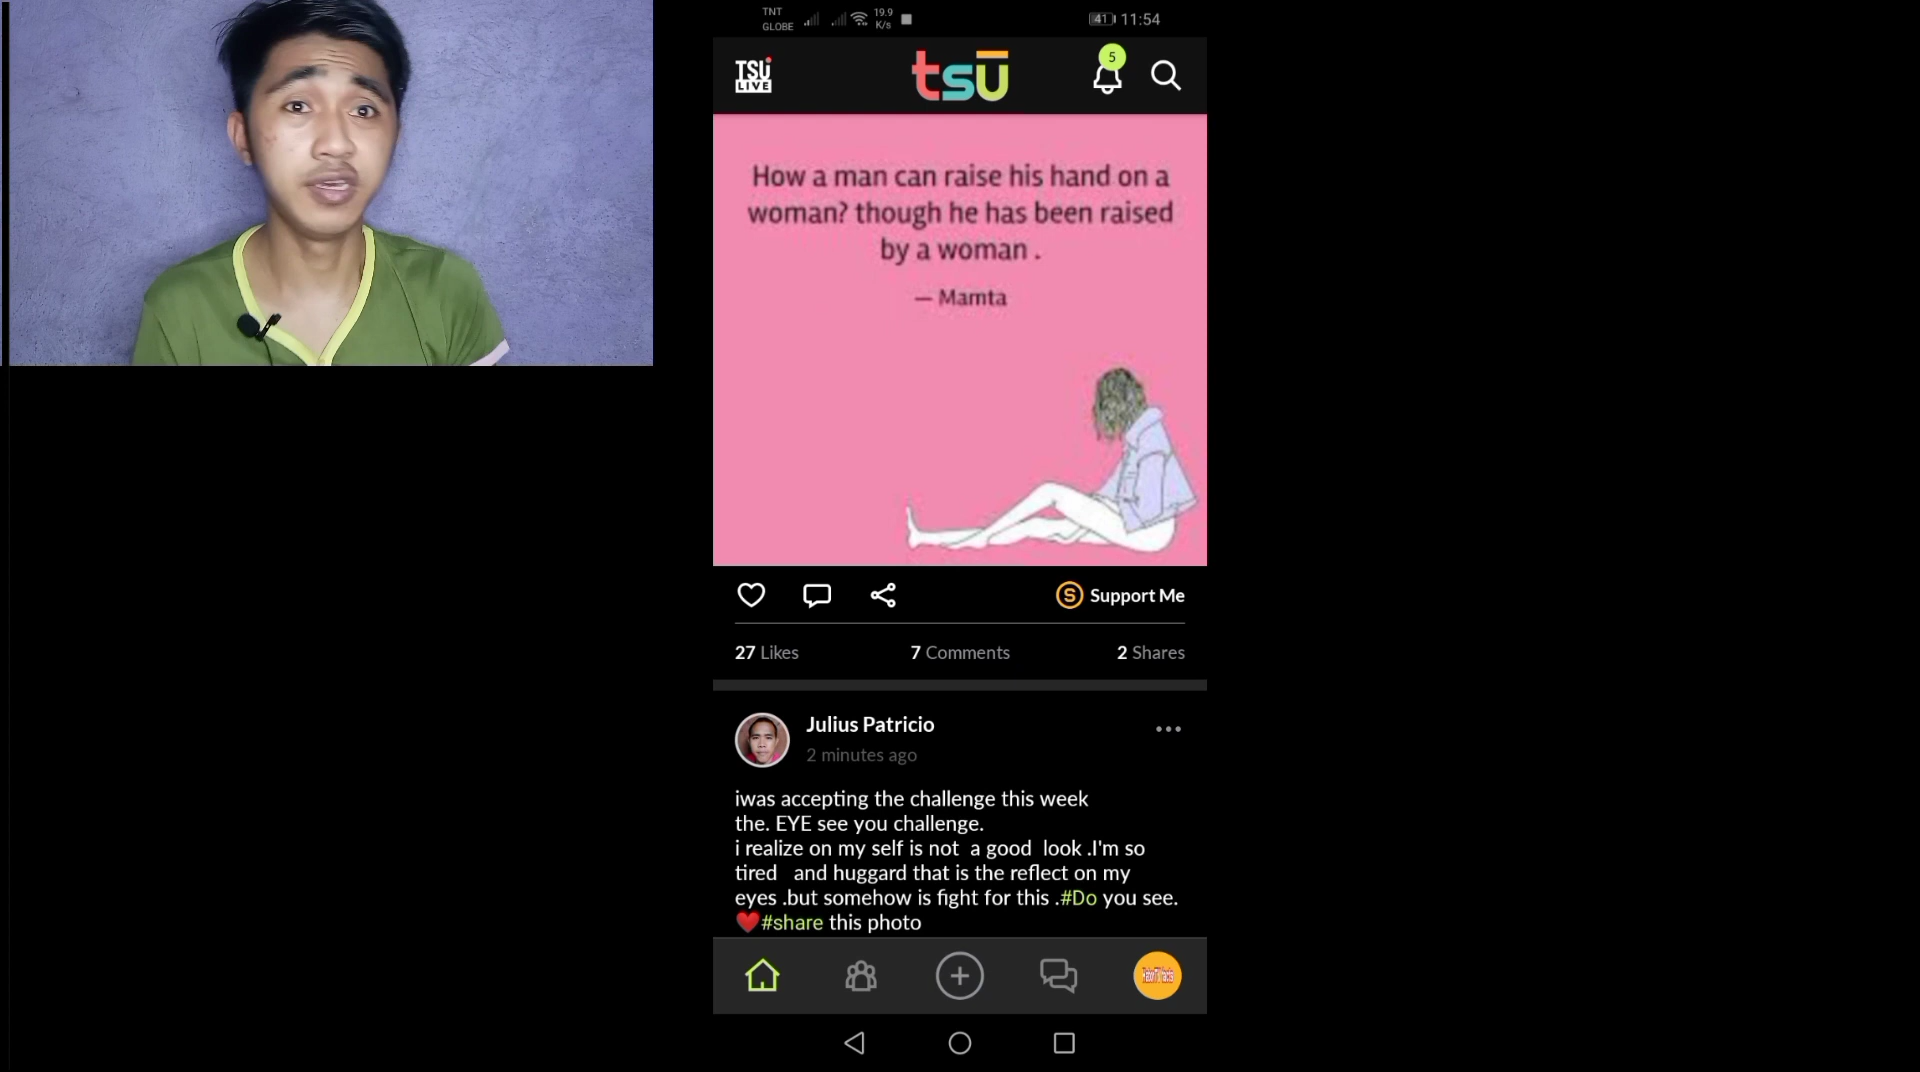 TNT
GLOBE
19.9
K/s
41
11:54
TSU
LIVE
tsū
5
How a man can raise his hand on a
woman? though he has been raised
by a woman .
— Mamta
S Support Me
27 Likes
7 Comments
2 Shares
Julius Patricio
2 minutes ago
iwas accepting the challenge this week
the. EYE see you challenge.
i realize on my self is not a good look .I'm so
tired and huggard that is the reflect on my
eyes .but somehow is fight for this .#Do you see.
❤️#share this photo